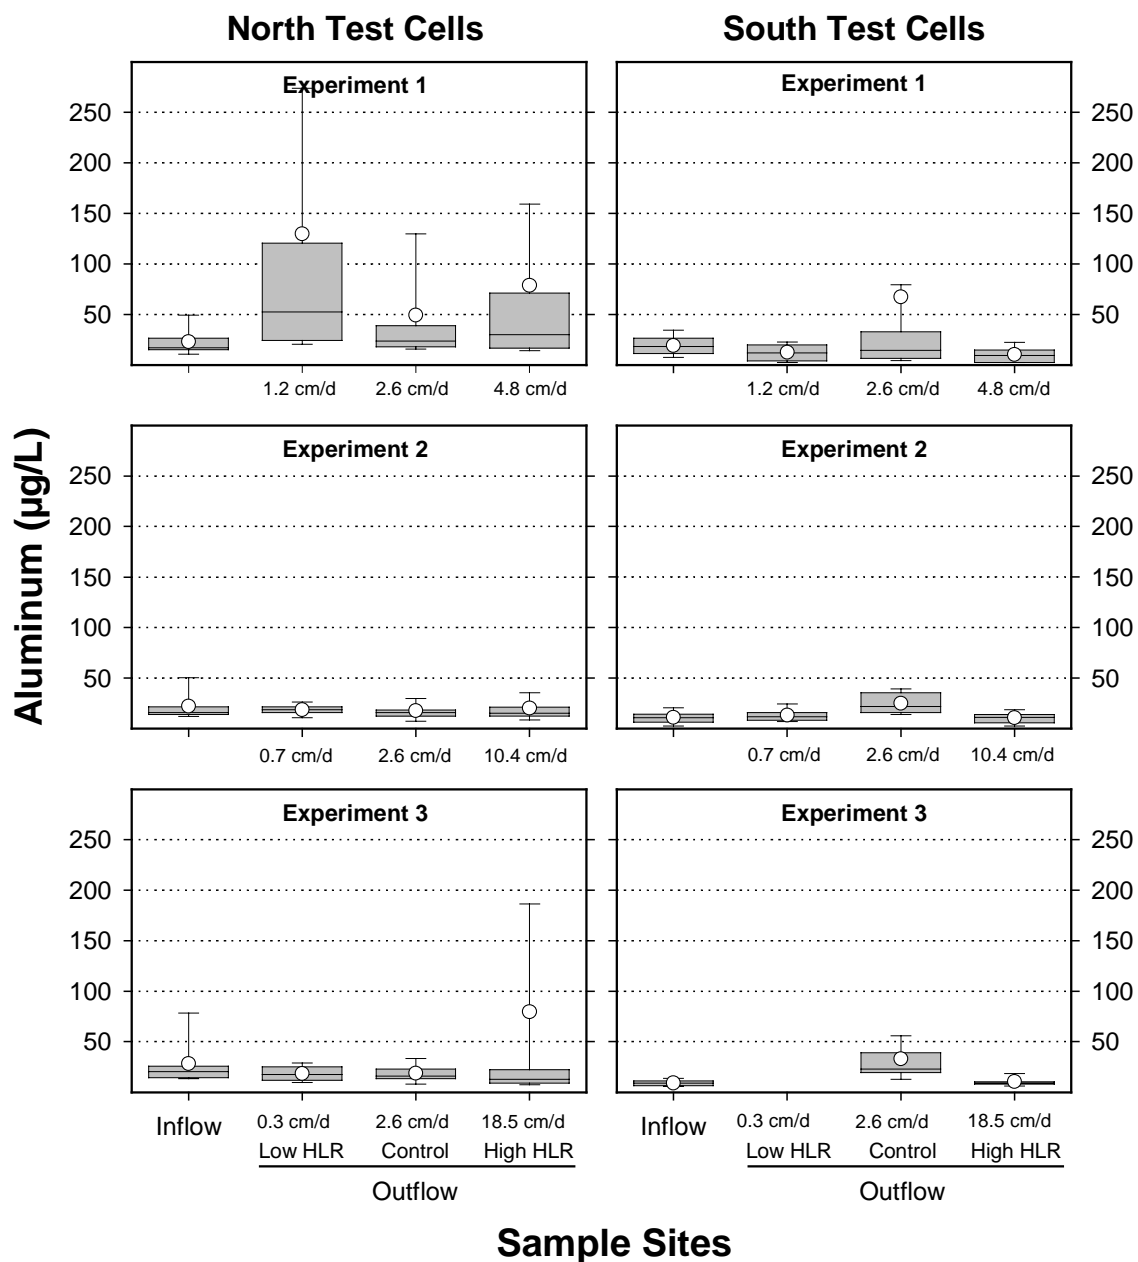 North Test Cells South Test Cells
Experiment 1 Experiment 1
250 250
200 200
150 150
100 100
50 50
1.2 cm/d 2.6 cm/d 4.8 cm/d 1.2 cm/d 2.6 cm/d 4.8 cm/d
Aluminum (µg/L)
Experiment 2 Experiment 2
250 250
200 200
150 150
100 100
50 50
0.7 cm/d 2.6 cm/d 10.4 cm/d 0.7 cm/d 2.6 cm/d 10.4 cm/d
Experiment 3 Experiment 3
250 250
200 200
150 150
100 100
50 50
Inflow 0.3 cm/d 2.6 cm/d 18.5 cm/d Inflow 0.3 cm/d 2.6 cm/d 18.5 cm/d
Low HLR Control High HLR Low HLR Control High HLR
Outflow Outflow
Sample Sites